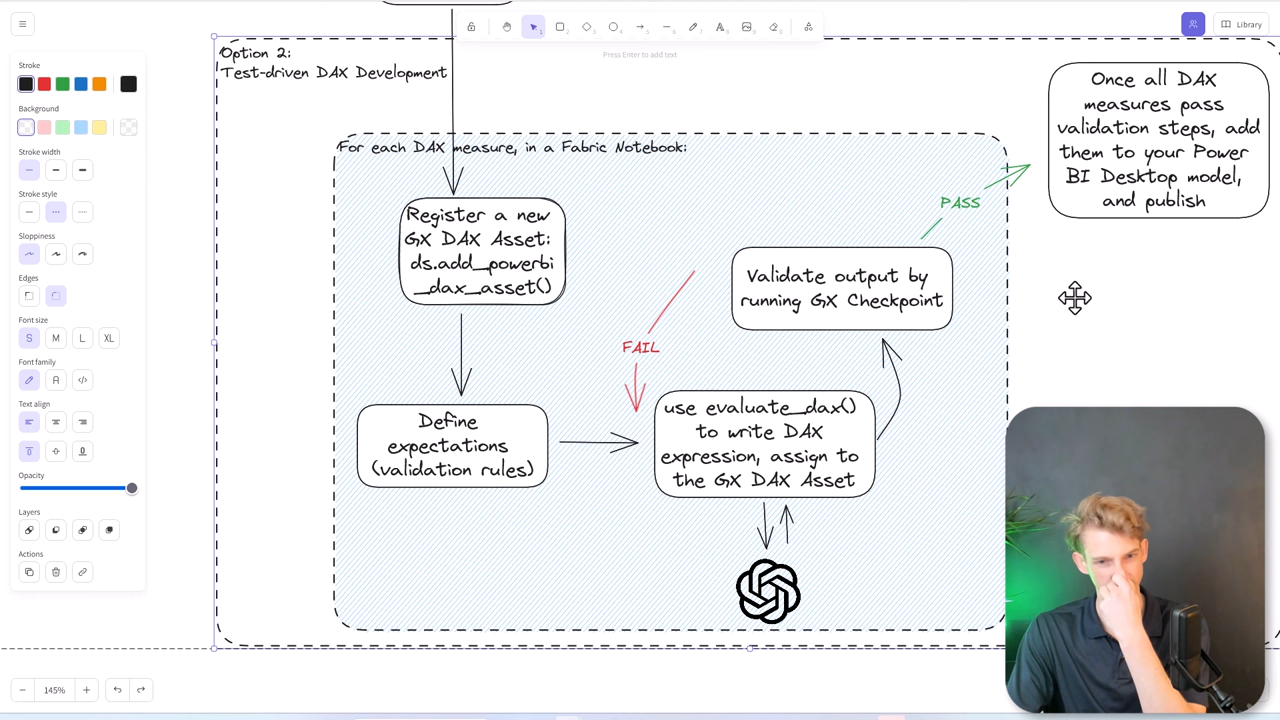 Library
Press Enter to add text
Stroke
Background
Stroke width
Stroke style
Sloppiness
Edges
Font size
S M L XL
Font family
A </>
Text align
Opacity
Layers
Actions
145%
Option 2:
Test-driven DAX Development
For each DAX measure, in a Fabric Notebook:
Register a new
GX DAX Asset:
ds.add_powerbi
_dax_asset()
Define
expectations
(validation rules)
use evaluate_dax()
to write DAX
expression, assign to
the GX DAX Asset
FAIL
Validate output by
running GX Checkpoint
PASS
Once all DAX
measures pass
validation steps, add
them to your Power
BI Desktop model,
and publish